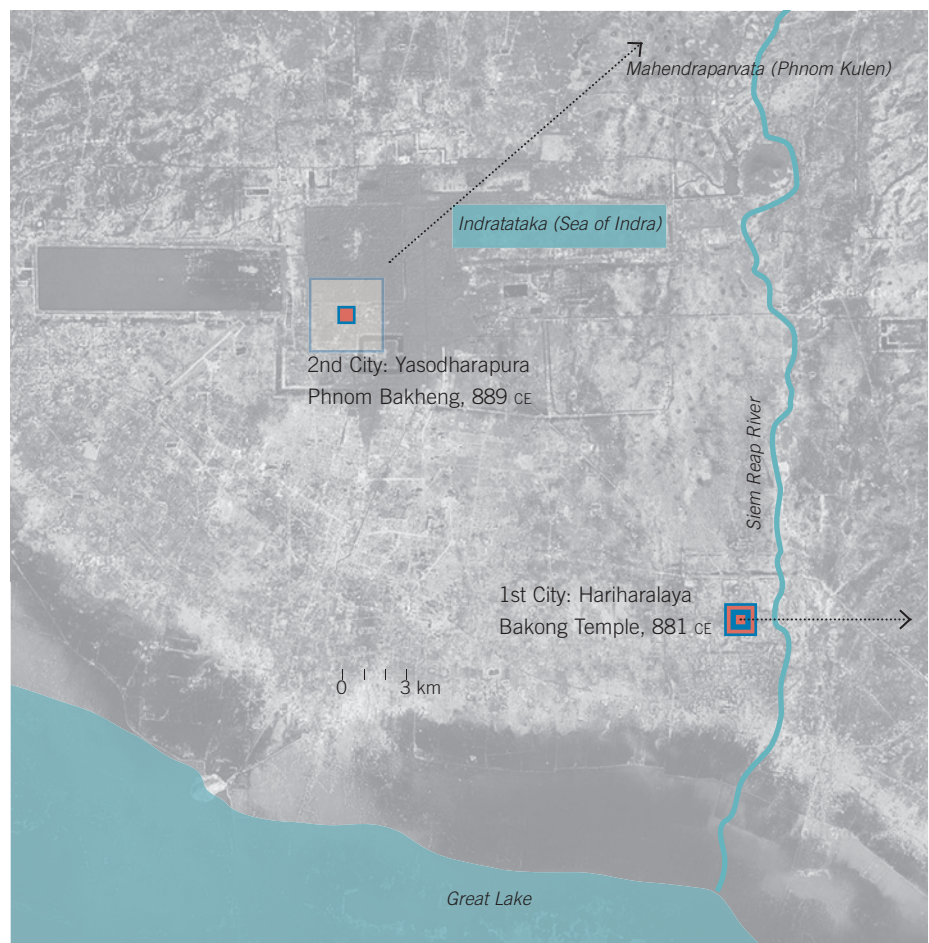 Mahendraparvata (Phnom Kulen)
Indratataka (Sea of Indra)
2nd City: Yasodharapura
Phnom Bakheng, 889 CE
Siem Reap River
1st City: Hariharalaya
Bakong Temple, 881 CE
0 3 km
Great Lake